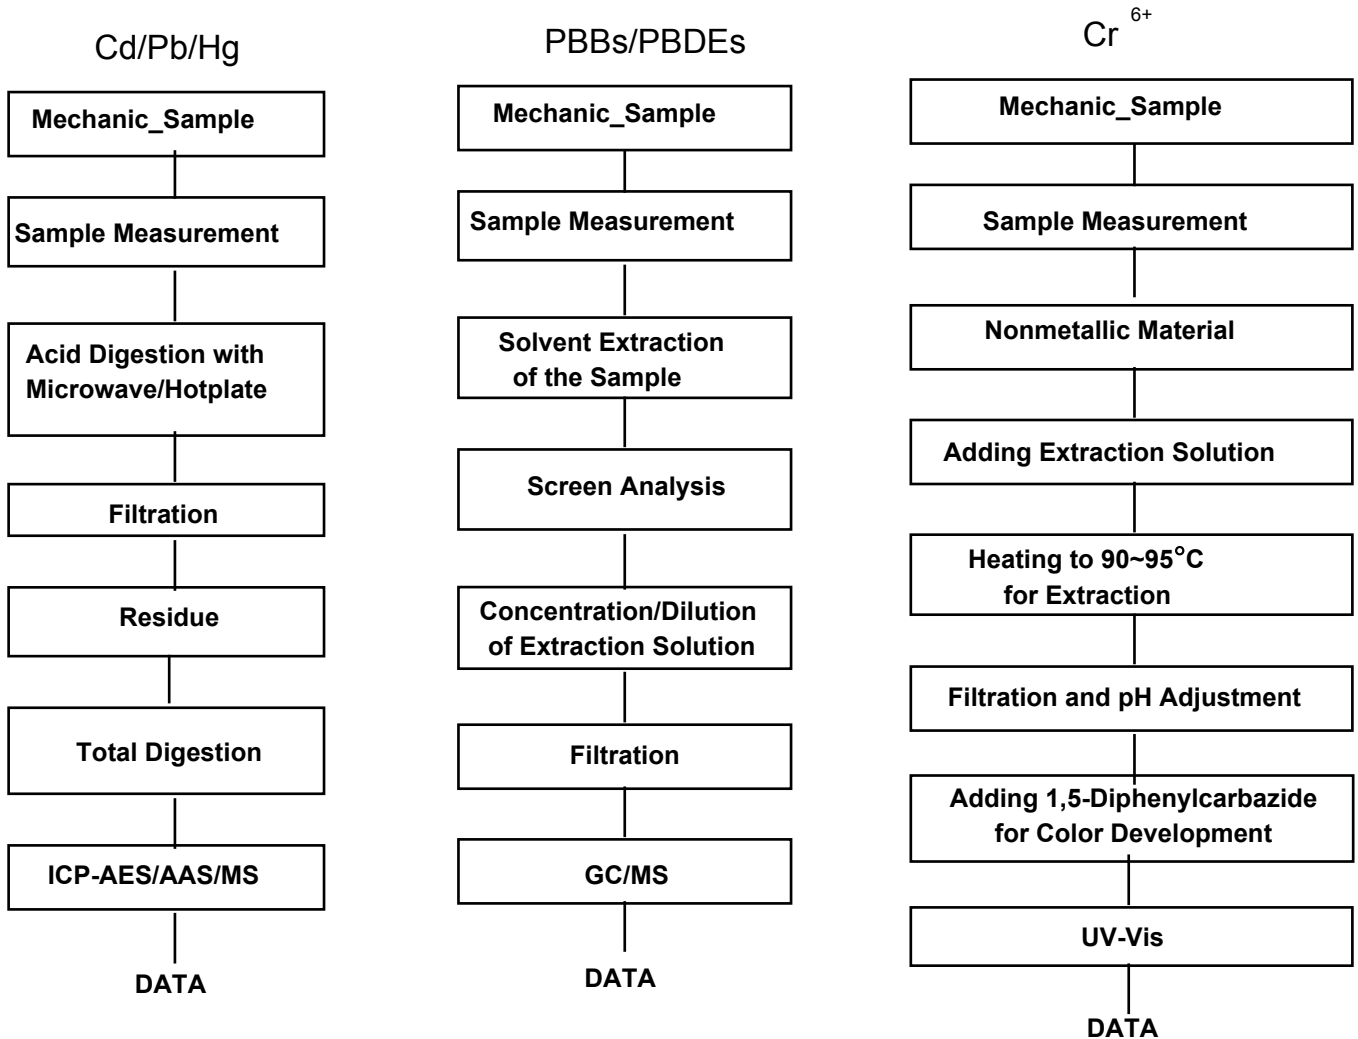 Cd/Pb/Hg
Mechanic_Sample
Sample Measurement
Acid Digestion with
Microwave/Hotplate
Filtration
Residue
Total Digestion
ICP-AES/AAS/MS
DATA
PBBs/PBDEs
Mechanic_Sample
Sample Measurement
Solvent Extraction
of the Sample
Screen Analysis
Concentration/Dilution
of Extraction Solution
Filtration
GC/MS
DATA
Cr 6+
Mechanic_Sample
Sample Measurement
Nonmetallic Material
Adding Extraction Solution
Heating to 90~95°C
for Extraction
Filtration and pH Adjustment
Adding 1,5-Diphenylcarbazide
for Color Development
UV-Vis
DATA